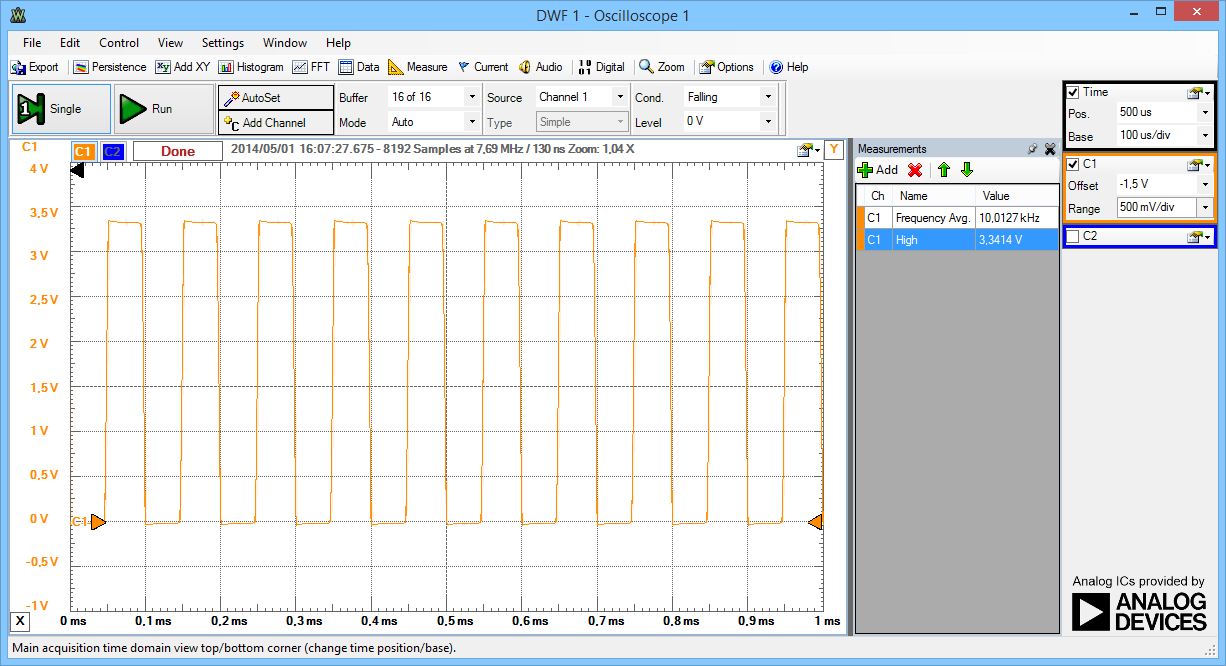 DWF 1 - Oscilloscope 1
File Edit Control View Settings Window Help
Export Persistence Xy Add XY Histogram FFT Data Measure Current Audio Digital Zoom Options Help
1 Single Run AutoSet Buffer 16 of 16 Source Channel 1 Cond. Falling
C Add Channel Mode Auto Type Simple Level 0 V
C1 C1 C2 Done 2014/05/01 16:07:27.675 - 8192 Samples at 7,69 MHz / 130 ns Zoom: 1,04 X Y
4 V
3,5 V
3 V
2,5 V
2 V
1,5 V
1 V
0,5 V
0 V
-0,5 V
-1 V
C1
X 0 ms 0.1 ms 0.2 ms 0.3 ms 0.4 ms 0.5 ms 0.6 ms 0.7 ms 0.8 ms 0.9 ms 1 ms
Measurements
Add
Ch Name Value
C1 Frequency Avg. 10,0127 kHz
C1 High 3,3414 V
Time
Pos. 500 us
Base 100 us/div
C1
Offset -1,5 V
Range 500 mV/div
C2
Analog ICs provided by
ANALOG
DEVICES
Main acquisition time domain view top/bottom corner (change time position/base).